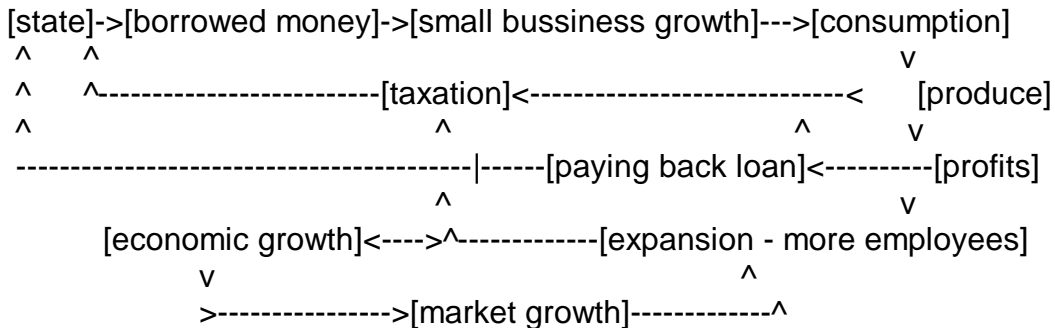 [state]->[borrowed money]->[small bussiness growth]--->[consumption]
^ ^ v
^ ^--------------------------[taxation]<-----------------------------< [produce]
^ ^ ^ v
------------------------------------------|------[paying back loan]<----------[profits]
^ v
[economic growth]<---->^-------------[expansion - more employees]
v ^
>---------------->[market growth]-------------^